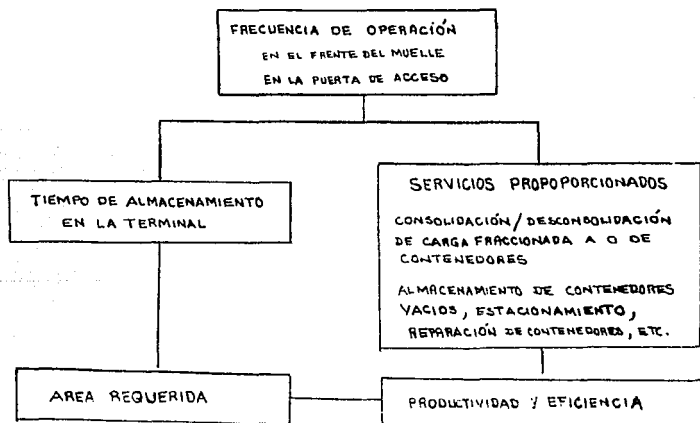 FRECUENCIA DE OPERACIÓN
EN EL FRENTE DEL MUELLE
EN LA PUERTA DE ACCESO
TIEMPO DE ALMACENAMIENTO
EN LA TERMINAL
SERVICIOS PROPOPORCIONADOS
CONSOLIDACIÓN/DESCONSOLIDACIÓN
DE CARGA FRACCIONADA A O DE
CONTENEDORES
ALMACENAMIENTO DE CONTENEDORES
VACIOS, ESTACIONAMIENTO,
REPARACIÓN DE CONTENEDORES, ETC.
AREA REQUERIDA
PRODUCTIVIDAD Y EFICIENCIA